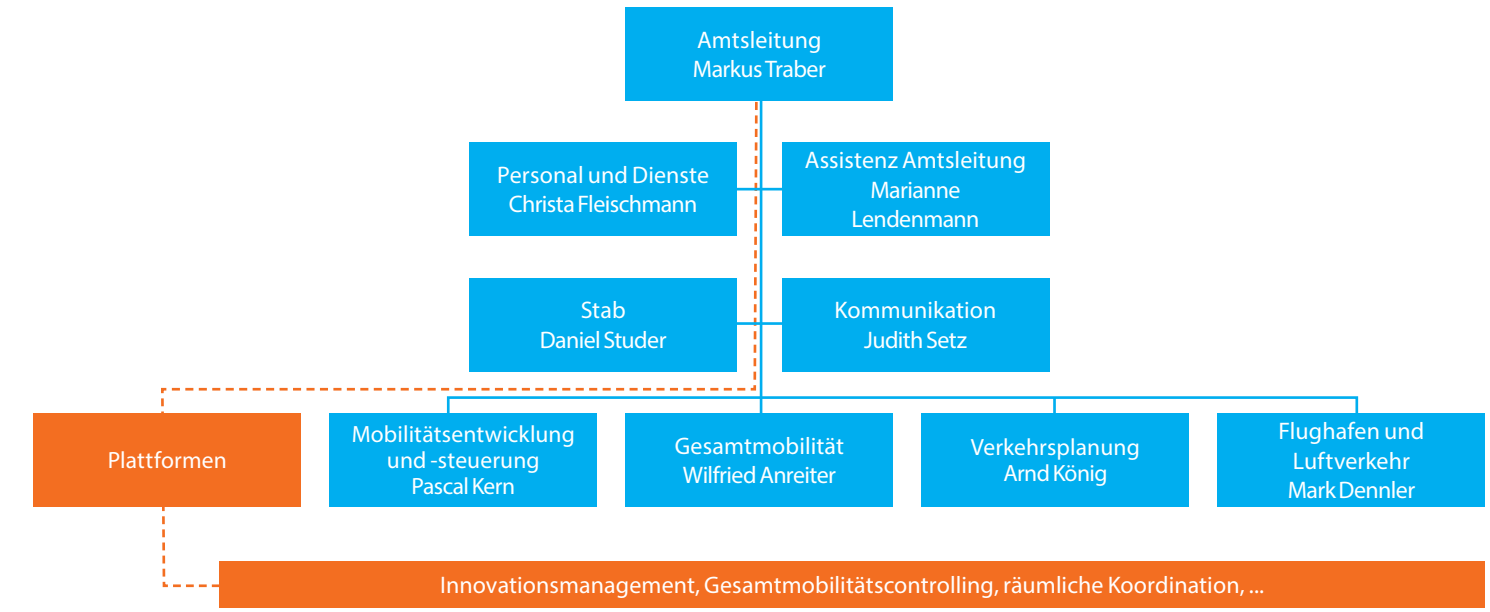 Amtsleitung
Markus Traber
Personal und Dienste
Christa Fleischmann
Assistenz Amtsleitung
Marianne
Lendenmann
Stab
Daniel Studer
Kommunikation
Judith Setz
Plattformen
Mobilitätsentwicklung
und -steuerung
Pascal Kern
Gesamtmobilität
Wilfried Anreiter
Verkehrsplanung
Arnd König
Flughafen und
Luftverkehr
Mark Dennler
Innovationsmanagement, Gesamtmobilitätscontrolling, räumliche Koordination, ...